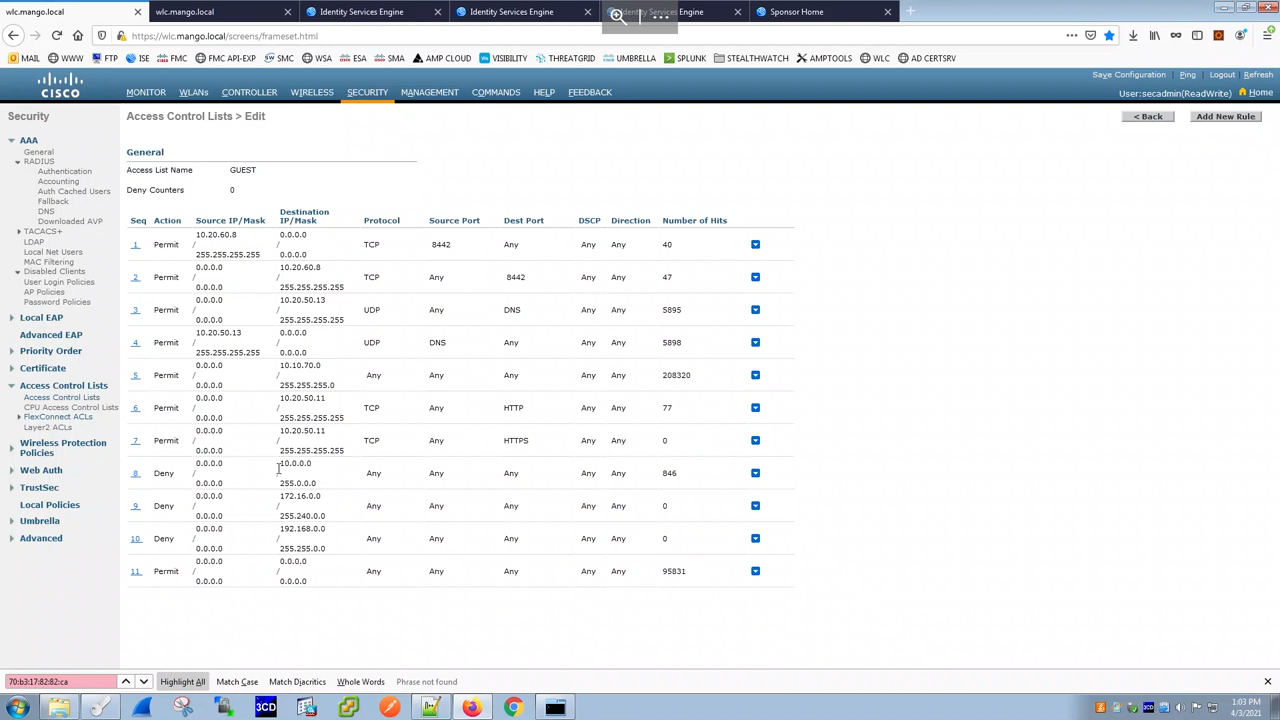 wlc.mango.local × wlc.mango.local × Identity Services Engine × Identity Services Engine × Identity Services Engine × Sponsor Home ×
https://wlc.mango.local/screens/frameset.html
MAIL WWW FTP ISE FMC FMC API-EXP SMC WSA ESA SMA AMP CLOUD VISIBILITY THREATGRID UMBRELLA SPLUNK STEALTHWATCH AMPTOOLS WLC AD CERTSRV
Save Configuration Ping Logout Refresh
CISCO MONITOR WLANs CONTROLLER WIRELESS SECURITY MANAGEMENT COMMANDS HELP FEEDBACK
User:secadmin(ReadWrite) Home
Security
AAA
General
RADIUS
Authentication
Accounting
Auth Cached Users
Fallback
DNS
Downloaded AVP
TACACS+
LDAP
Local Net Users
MAC Filtering
Disabled Clients
User Login Policies
AP Policies
Password Policies
Local EAP
Advanced EAP
Priority Order
Certificate
Access Control Lists
Access Control Lists
CPU Access Control Lists
FlexConnect ACLs
Layer2 ACLs
Wireless Protection
Policies
Web Auth
TrustSec
Local Policies
Umbrella
Advanced
Access Control Lists > Edit < Back Add New Rule
General
Access List Name GUEST
Deny Counters 0
Destination
Seq Action Source IP/Mask IP/Mask Protocol Source Port Dest Port DSCP Direction Number of Hits
10.20.60.8 0.0.0.0
1 Permit / / TCP 8442 Any Any Any 40
255.255.255.255 0.0.0.0
0.0.0.0 10.20.60.8
2 Permit / / TCP Any 8442 Any Any 47
0.0.0.0 255.255.255.255
0.0.0.0 10.20.50.13
3 Permit / / UDP Any DNS Any Any 5895
0.0.0.0 255.255.255.255
10.20.50.13 0.0.0.0
4 Permit / / UDP DNS Any Any Any 5898
255.255.255.255 0.0.0.0
0.0.0.0 10.10.70.0
5 Permit / / Any Any Any Any Any 208320
0.0.0.0 255.255.255.0
0.0.0.0 10.20.50.11
6 Permit / / TCP Any HTTP Any Any 77
0.0.0.0 255.255.255.255
0.0.0.0 10.20.50.11
7 Permit / / TCP Any HTTPS Any Any 0
0.0.0.0 255.255.255.255
0.0.0.0 10.0.0.0
8 Deny / / Any Any Any Any Any 846
0.0.0.0 255.0.0.0
0.0.0.0 172.16.0.0
9 Deny / / Any Any Any Any Any 0
0.0.0.0 255.240.0.0
0.0.0.0 192.168.0.0
10 Deny / / Any Any Any Any Any 0
0.0.0.0 255.255.0.0
0.0.0.0 0.0.0.0
11 Permit / / Any Any Any Any Any 95831
0.0.0.0 0.0.0.0
70:b3:17:82:82:ca Highlight All Match Case Match Diacritics Whole Words Phrase not found
3CD
1:03 PM
4/3/2021